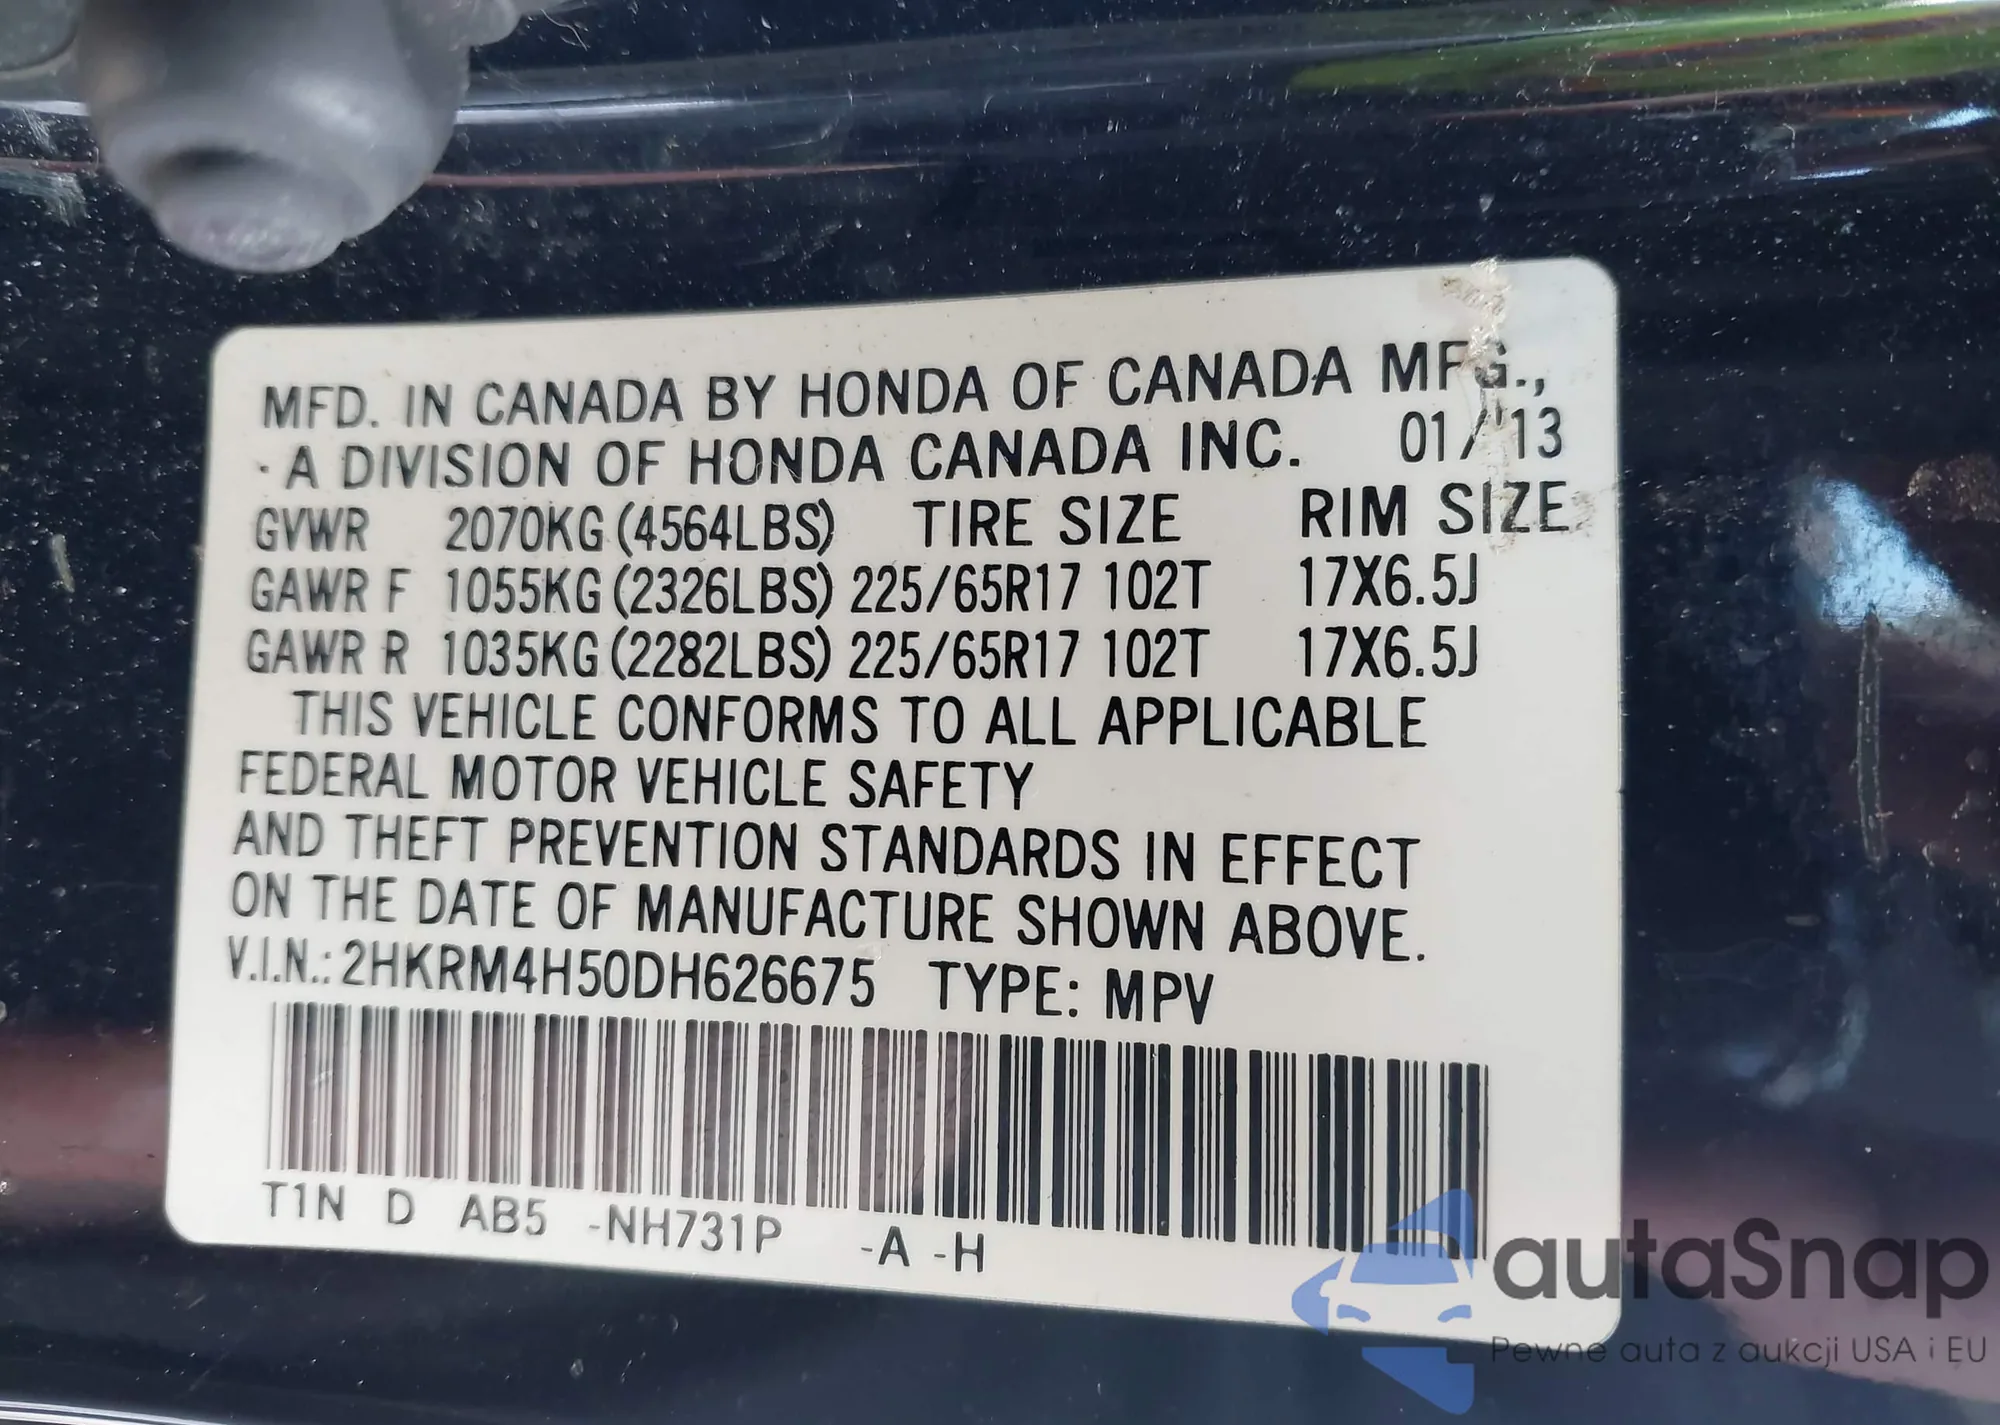 MFD. IN CANADA BY HONDA OF CANADA MFG.,
A DIVISION OF HONDA CANADA INC. 01/'13
GVWR 2070KG (4564LBS) TIRE SIZE RIM SIZE
GAWR F 1055KG (2326LBS) 225/65R17 102T 17X6.5J
GAWR R 1035KG (2282LBS) 225/65R17 102T 17X6.5J
THIS VEHICLE CONFORMS TO ALL APPLICABLE
FEDERAL MOTOR VEHICLE SAFETY
AND THEFT PREVENTION STANDARDS IN EFFECT
ON THE DATE OF MANUFACTURE SHOWN ABOVE.
V.I.N.: 2HKRM4H50DH626675 TYPE: MPV
T1N D AB5 -NH731P -A -H
autaSnap
Pewne auta z aukcji USA i EU